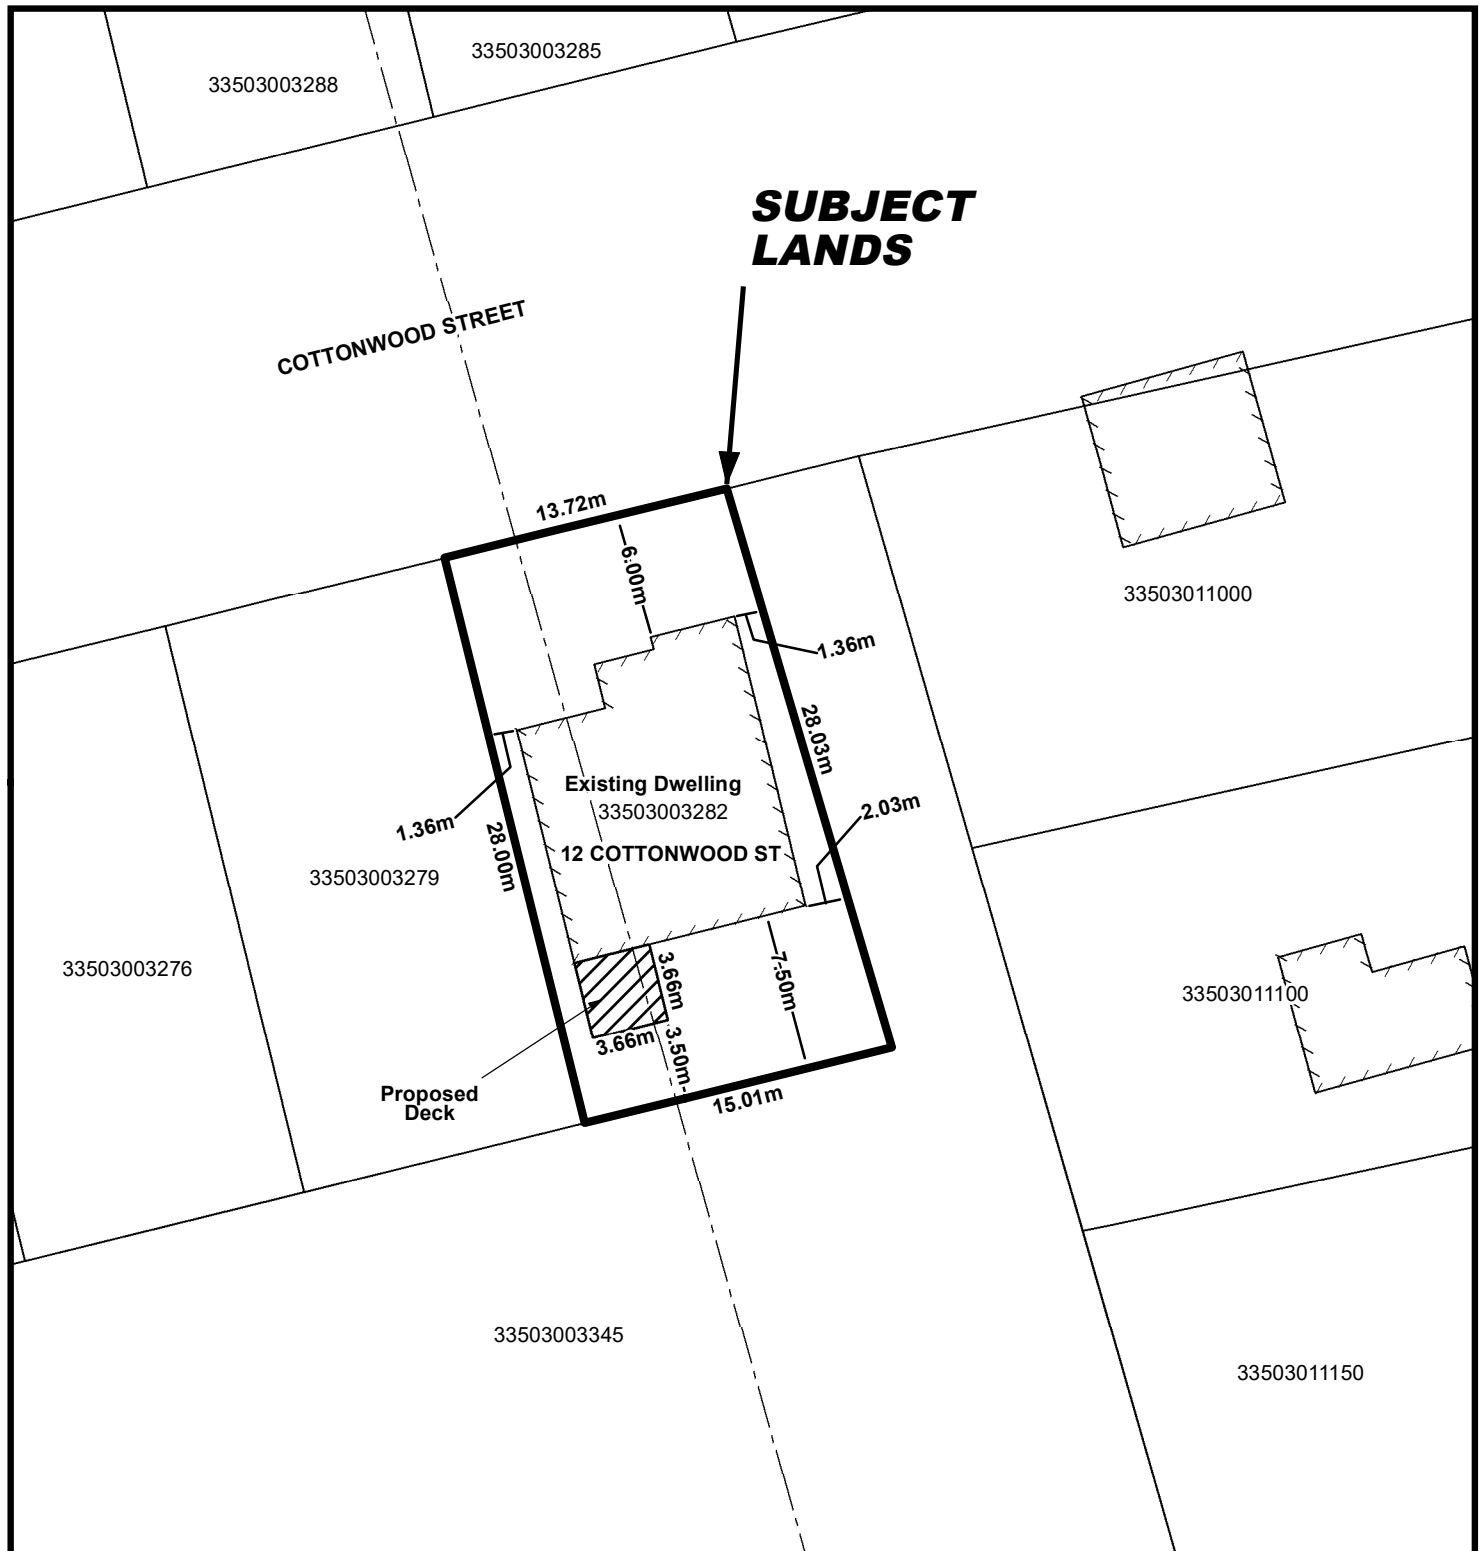 33503003285
33503003288
SUBJECT
LANDS
COTTONWOOD STREET
13.72m
6.00m
33503011000
1.36m
28.03m
Existing Dwelling
33503003282
2.03m
1.36m
28.00m
12 COTTONWOOD ST
33503003279
33503003276
3.66m
7.50m
33503011100
3.66m
3.50m
Proposed
Deck
15.01m
33503003345
33503011150